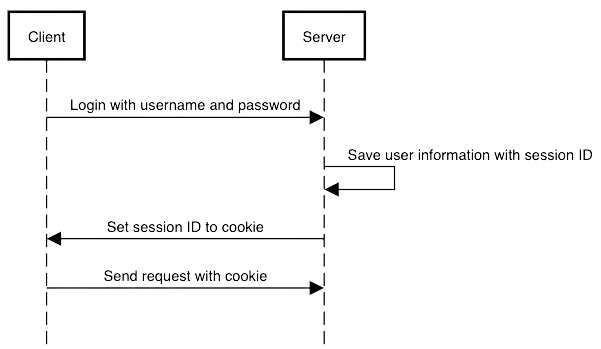 Client
Server
Login with username and password
Save user information with session ID
Set session ID to cookie
Send request with cookie